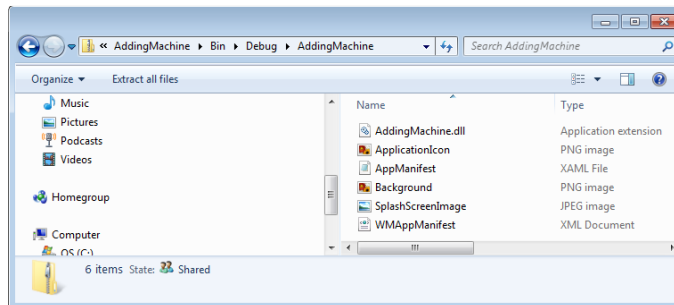 « AddingMachine ▸ Bin ▸ Debug ▸ AddingMachine
Search AddingMachine
Organize Extract all files
Music
Pictures
Podcasts
Videos
Homegroup
Computer
OS (C:)
Name Type
AddingMachine.dll Application extension
ApplicationIcon PNG image
AppManifest XAML File
Background PNG image
SplashScreenImage JPEG image
WMAppManifest XML Document
6 items State: Shared